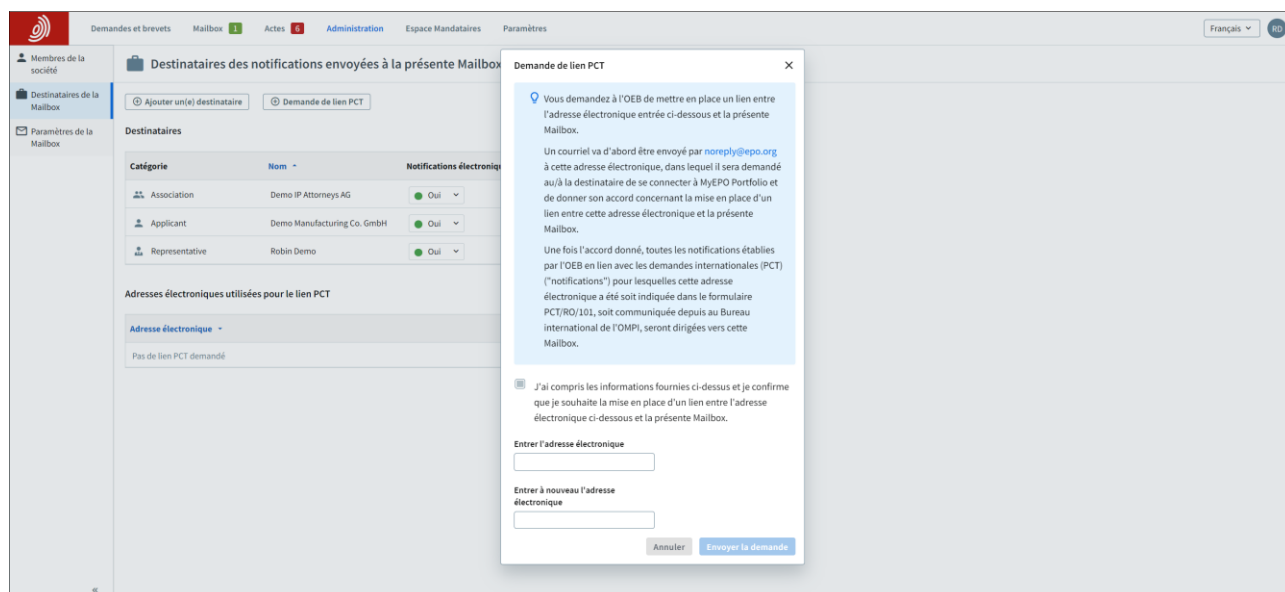 Demandes et brevets Mailbox 1 Actes 6 Administration Espace Mandataires Paramètres Français RD
Membres de la
société
Destinataires de la
Mailbox
Paramètres de la
Mailbox
Destinataires des notifications envoyées à la présente Mailbox
Ajouter un(e) destinataire Demande de lien PCT
Destinataires
Catégorie Nom Notifications électroniqu
Association Demo IP Attorneys AG Oui
Applicant Demo Manufacturing Co. GmbH Oui
Representative Robin Demo Oui
Adresses électroniques utilisées pour le lien PCT
Adresse électronique
Pas de lien PCT demandé
Demande de lien PCT
Vous demandez à l'OEB de mettre en place un lien entre
l'adresse électronique entrée ci-dessous et la présente
Mailbox.
Un courriel va d'abord être envoyé par noreply@epo.org
à cette adresse électronique, dans lequel il sera demandé
au/à la destinataire de se connecter à MyEPO Portfolio et
de donner son accord concernant la mise en place d'un
lien entre cette adresse électronique et la présente
Mailbox.
Une fois l'accord donné, toutes les notifications établies
par l'OEB en lien avec les demandes internationales (PCT)
("notifications") pour lesquelles cette adresse
électronique a été soit indiquée dans le formulaire
PCT/RO/101, soit communiquée depuis au Bureau
international de l'OMPI, seront dirigées vers cette
Mailbox.
J'ai compris les informations fournies ci-dessus et je confirme
que je souhaite la mise en place d'un lien entre l'adresse
électronique ci-dessous et la présente Mailbox.
Entrer l'adresse électronique
Entrer à nouveau l'adresse
électronique
Annuler Envoyer la demande